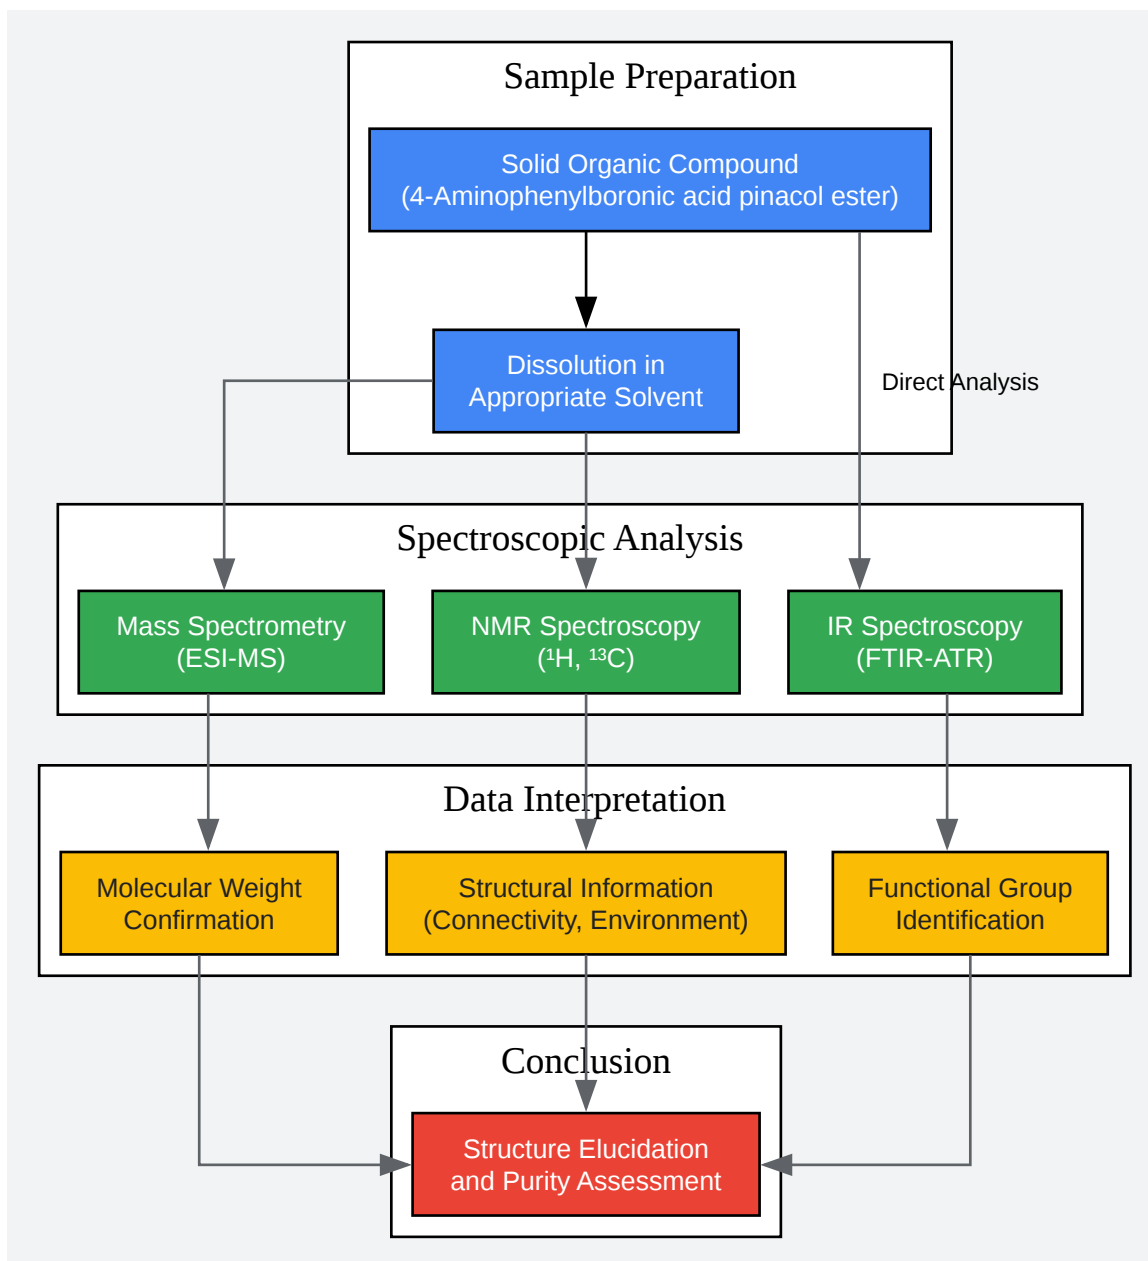 Sample Preparation
Solid Organic Compound
(4-Aminophenylboronic acid pinacol ester)
Dissolution in
Appropriate Solvent
Direct Analysis
Spectroscopic Analysis
Mass Spectrometry
(ESI-MS)
NMR Spectroscopy
(¹H, ¹³C)
IR Spectroscopy
(FTIR-ATR)
Data Interpretation
Molecular Weight
Confirmation
Structural Information
(Connectivity, Environment)
Functional Group
Identification
Conclusion
Structure Elucidation
and Purity Assessment